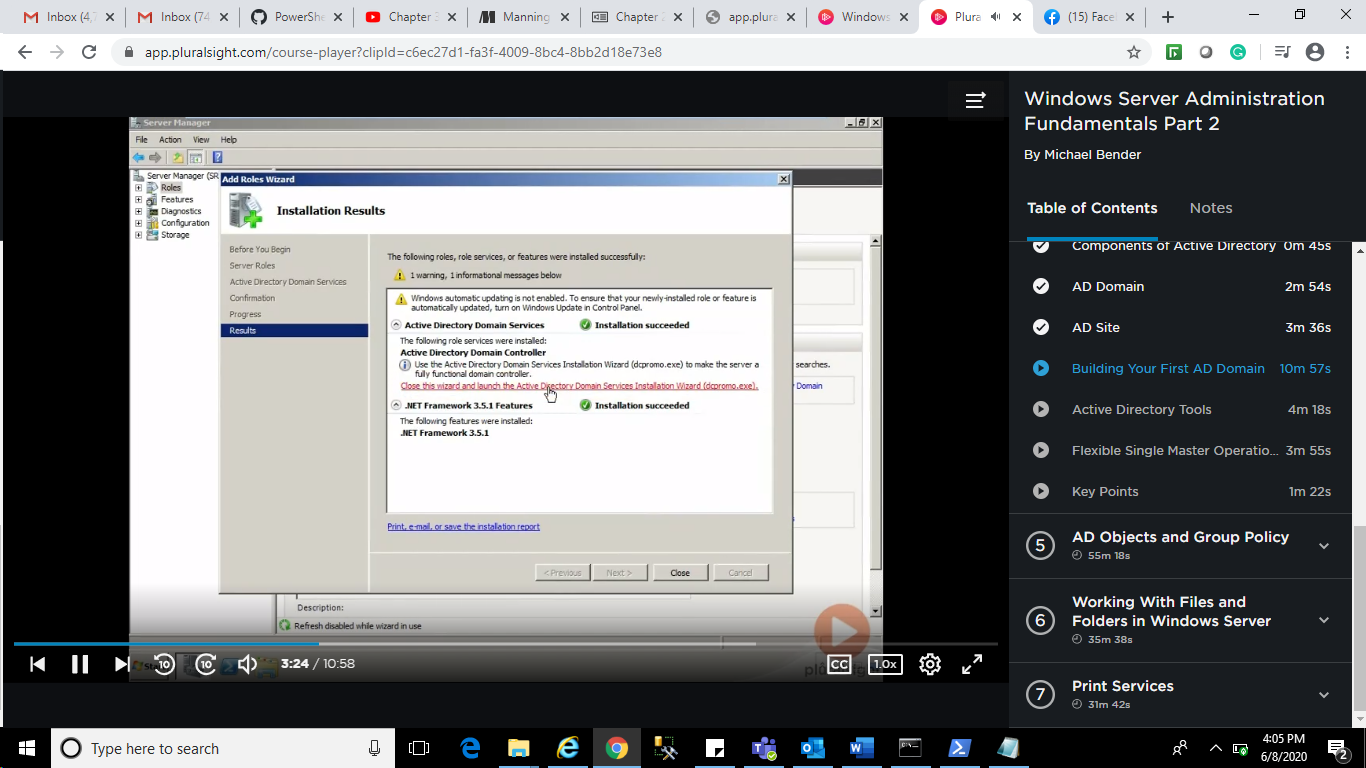 Inbox (4,
Inbox (74
PowerShe
Chapter
Manning
Chapter
app.plura
Windows
Plura
(15) Face
app.pluralsight.com/course-player?clipId=c6ec27d1-fa3f-4009-8bc4-8bb2d18e73e8
Server Manager
File Action View Help
Server Manager (SR
Roles
Features
Diagnostics
Configuration
Storage
Add Roles Wizard
Installation Results
Before You Begin
Server Roles
Active Directory Domain Services
Confirmation
Progress
Results
The following roles, role services, or features were installed successfully:
1 warning, 1 informational messages below
Windows automatic updating is not enabled. To ensure that your newly-installed role or feature is
automatically updated, turn on Windows Update in Control Panel.
Active Directory Domain Services Installation succeeded
The following role services were installed:
Active Directory Domain Controller
Use the Active Directory Domain Services Installation Wizard (dcpromo.exe) to make the server a
fully functional domain controller.
Close this wizard and launch the Active Directory Domain Services Installation Wizard (dcpromo.exe).
.NET Framework 3.5.1 Features Installation succeeded
The following features were installed:
.NET Framework 3.5.1
Print, e-mail, or save the installation report
< Previous Next > Close Cancel
searches.
Domain
Description:
Refresh disabled while wizard in use
10 10 3:24 / 10:58 CC 1.0x
Windows Server Administration
Fundamentals Part 2
By Michael Bender
Table of Contents Notes
Components of Active Directory 0m 45s
AD Domain 2m 54s
AD Site 3m 36s
Building Your First AD Domain 10m 57s
Active Directory Tools 4m 18s
Flexible Single Master Operatio... 3m 55s
Key Points 1m 22s
5 AD Objects and Group Policy
55m 18s
6 Working With Files and
Folders in Windows Server
35m 38s
7 Print Services
31m 42s
Type here to search
4:05 PM
6/8/2020
2